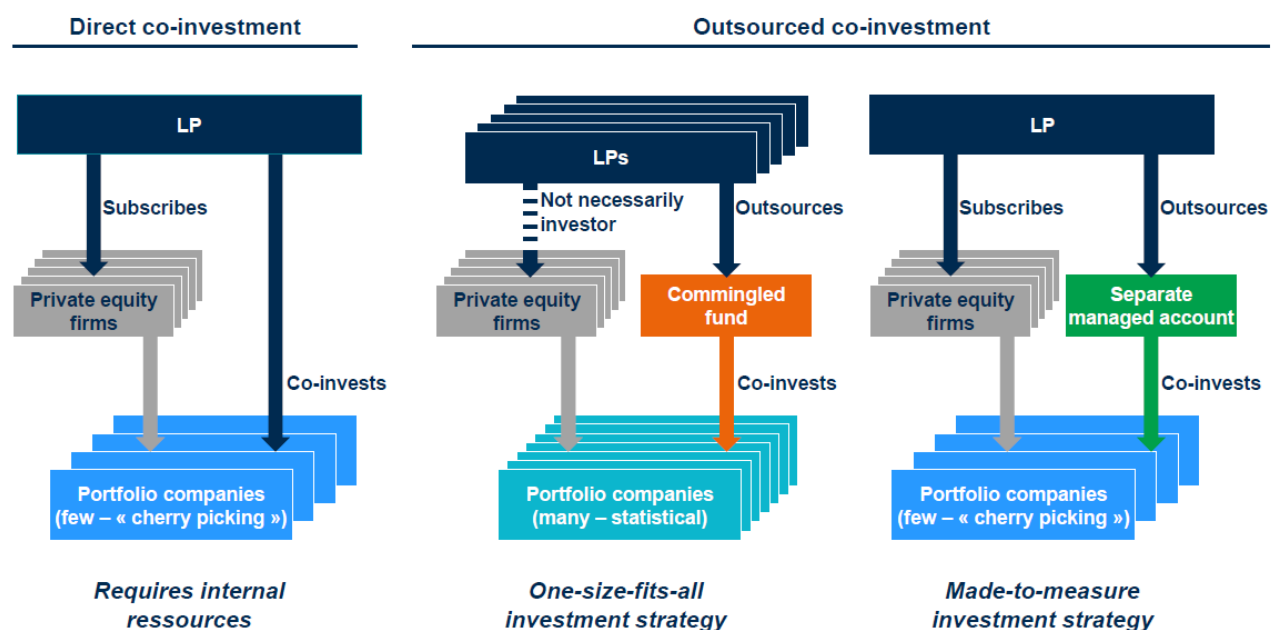 Direct co-investment
Outsourced co-investment
LP
Subscribes
Private equity
firms
Co-invests
Portfolio companies
(few – « cherry picking »)
Requires internal
ressources
LPs
Not necessarily
investor
Outsources
Private equity
firms
Commingled
fund
Co-invests
Portfolio companies
(many – statistical)
One-size-fits-all
investment strategy
LP
Subscribes
Outsources
Private equity
firms
Separate
managed account
Co-invests
Portfolio companies
(few – « cherry picking »)
Made-to-measure
investment strategy